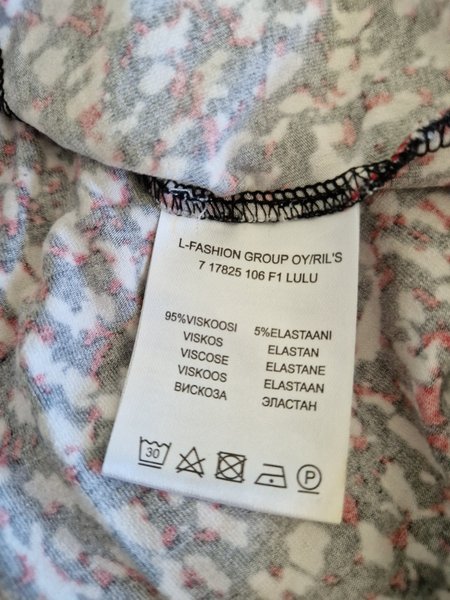 L-FASHION GROUP OY/RIL'S
7 17825 106 F1 LULU
95%VISKOOSI 5%ELASTAANI
VISKOS ELASTAN
VISCOSE ELASTANE
VISKOOS ELASTAAN
ВИСКОЗА ЭЛАСТАН
30 P